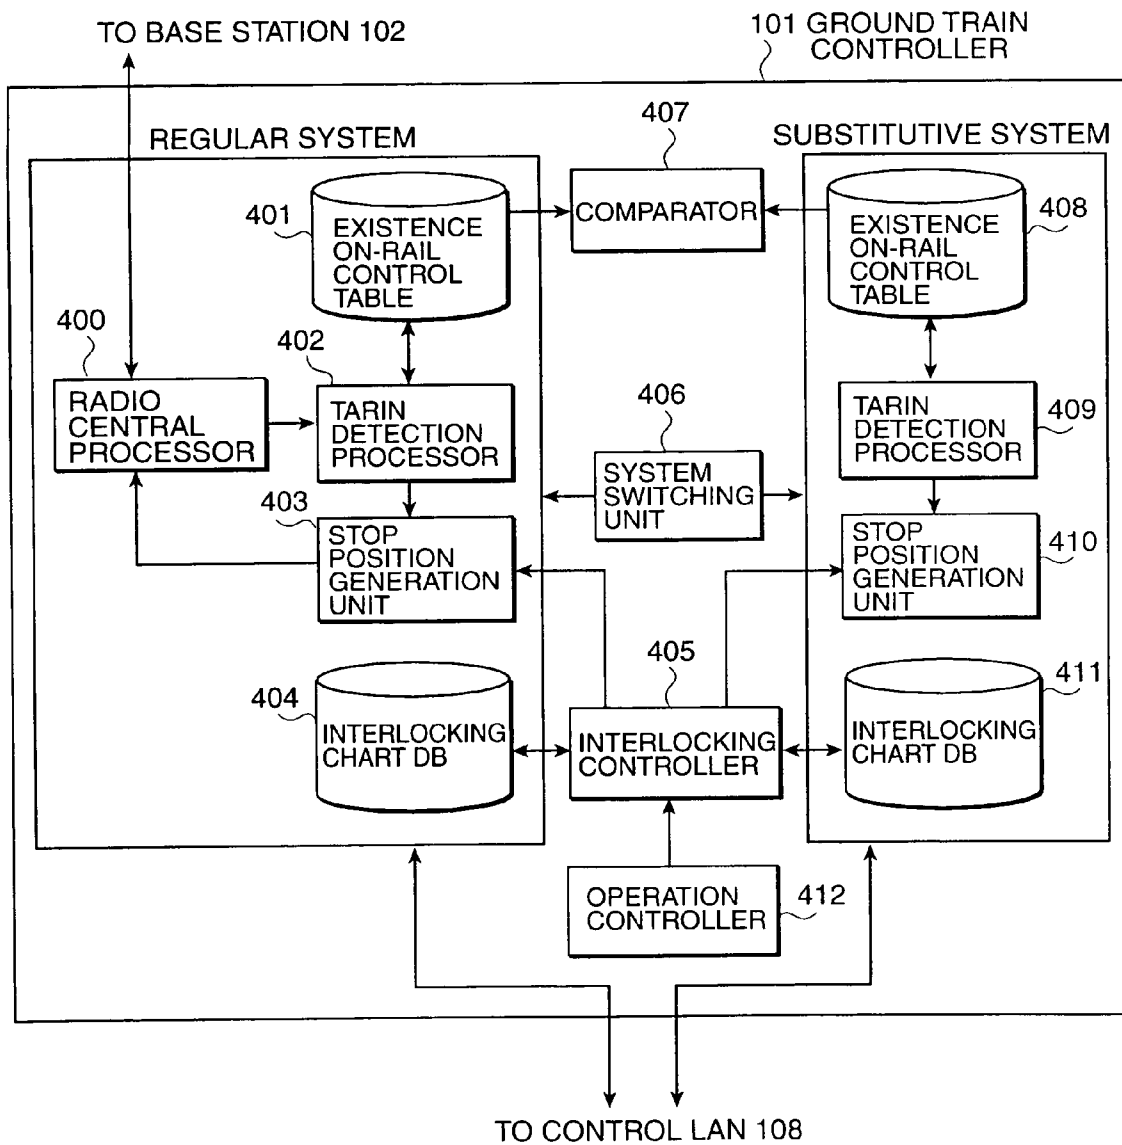 TO BASE STATION 102
101 GROUND TRAIN
CONTROLLER
REGULAR SYSTEM
407
SUBSTITUTIVE SYSTEM
401
EXISTENCE
ON-RAIL
CONTROL
TABLE
COMPARATOR
EXISTENCE
ON-RAIL
CONTROL
TABLE
408
400
RADIO
CENTRAL
PROCESSOR
402
TARIN
DETECTION
PROCESSOR
406
SYSTEM
SWITCHING
UNIT
TARIN
DETECTION
PROCESSOR
409
403
STOP
POSITION
GENERATION
UNIT
STOP
POSITION
GENERATION
UNIT
410
404
INTERLOCKING
CHART DB
405
INTERLOCKING
CONTROLLER
INTERLOCKING
CHART DB
411
OPERATION
CONTROLLER
412
TO CONTROL LAN 108